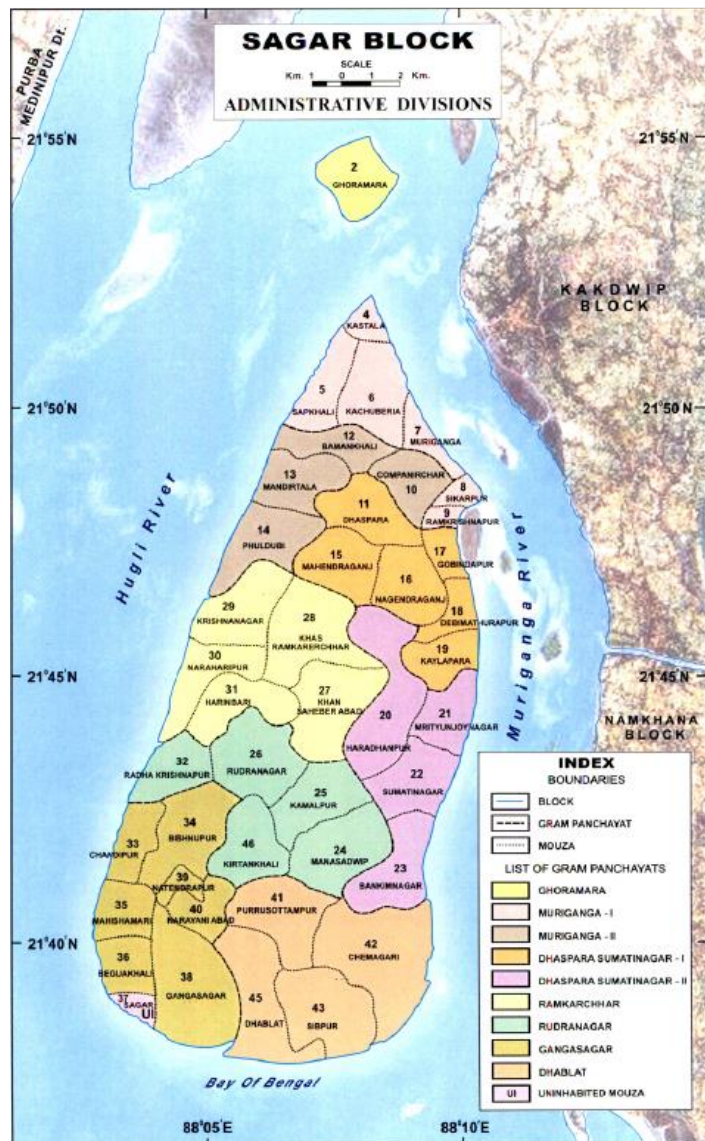 SAGAR BLOCK
SCALE
Km. 1 0 1 2 Km.
ADMINISTRATIVE DIVISIONS
PURBA
MEDINIPUR Dt.
21°55'N
21°55'N
2
GHORAMARA
KAKDWIP
BLOCK
4
KASTALA
21°50'N
21°50'N
5
SAPKHALI
6
KACHUBERIA
7
MURIGANGA
12
BAMANKHALI
13
MANDIRTALA
COMPANIRCHAR
10
8
SIKARPUR
9
RAMKRISHNAPUR
11
DHASPARA
14
PHULDUBI
15
MAHENDRAGANJ
16
NAGENDRAGANJ
17
GOBINDAPUR
18
DEBIMATHURAPUR
19
KAYLAPARA
Hugli River
Muriganga River
29
KRISHNANAGAR
28
KHAS
RAMKARERCHHAR
30
NARAHARIPUR
31
HARINBARI
27
KHAN
SAHEBER ABAD
21°45'N
21°45'N
20
HARADHANPUR
21
MRITYUNJOYNAGAR
NAMKHANA
BLOCK
32
RADHA KRISHNAPUR
26
RUDRANAGAR
25
KAMALPUR
22
SUMATINAGAR
33
CHANDIPUR
34
BIBHNUPUR
46
KIRTANKHALI
24
MANASADWIP
23
BANKIMNAGAR
39
NATENDRAPUR
40
NARAYANI ABAD
35
MAHISHAMARI
41
PURRUSOTTAMPUR
21°40'N
21°40'N
36
BEGUAKHALI
42
CHEMAGARI
37
SAGAR
UI
38
GANGASAGAR
45
DHABLAT
43
SIBPUR
Bay Of Bengal
88°05'E
88°10'E
INDEX
BOUNDARIES
BLOCK
GRAM PANCHAYAT
MOUZA
LIST OF GRAM PANCHAYATS
GHORAMARA
MURIGANGA - I
MURIGANGA - II
DHASPARA SUMATINAGAR - I
DHASPARA SUMATINAGAR - II
RAMKARCHHAR
RUDRANAGAR
GANGASAGAR
DHABLAT
UI UNINHABITED MOUZA